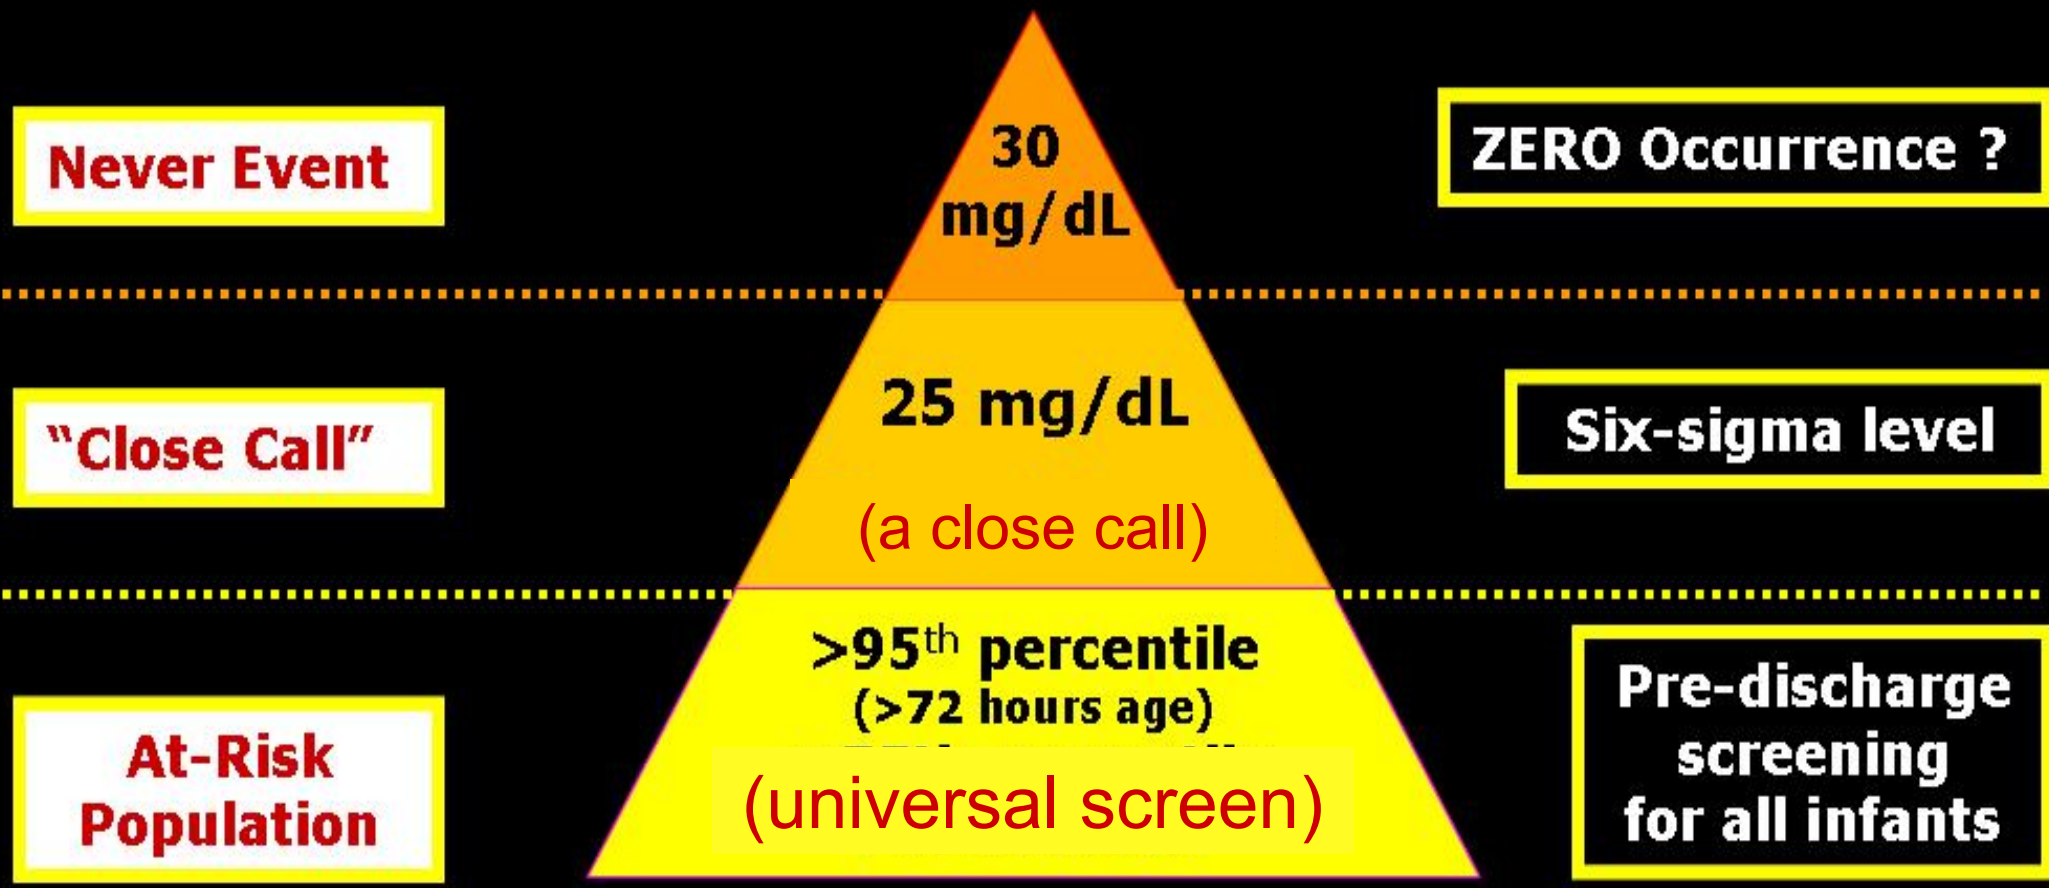 Never Event
30
mg/dL
ZERO Occurrence ?
“Close Call”
25 mg/dL
(a close call)
Six-sigma level
At-Risk
Population
>95th percentile
(>72 hours age)
(universal screen)
Pre-discharge
screening
for all infants